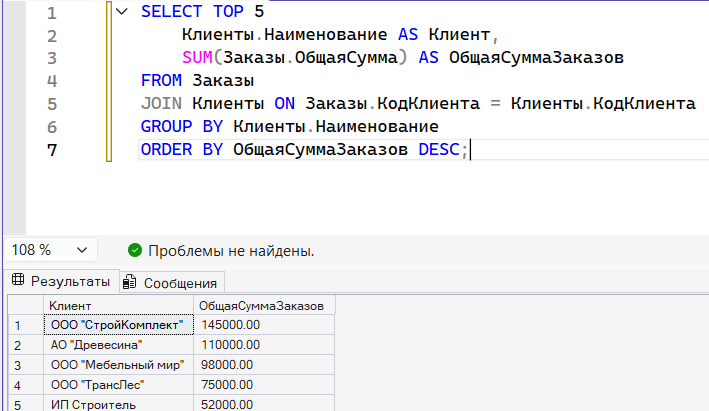 1 SELECT TOP 5
2 Клиенты.Наименование AS Клиент,
3 SUM(Заказы.ОбщаяСумма) AS ОбщаяСуммаЗаказов
4 FROM Заказы
5 JOIN Клиенты ON Заказы.КодКлиента = Клиенты.КодКлиента
6 GROUP BY Клиенты.Наименование
7 ORDER BY ОбщаяСуммаЗаказов DESC;
108 % Проблемы не найдены.
Результаты Сообщения
Клиент ОбщаяСуммаЗаказов
1 ООО "СтройКомплект" 145000.00
2 АО "Древесина" 110000.00
3 ООО "Мебельный мир" 98000.00
4 ООО "ТрансЛес" 75000.00
5 ИП Строитель 52000.00